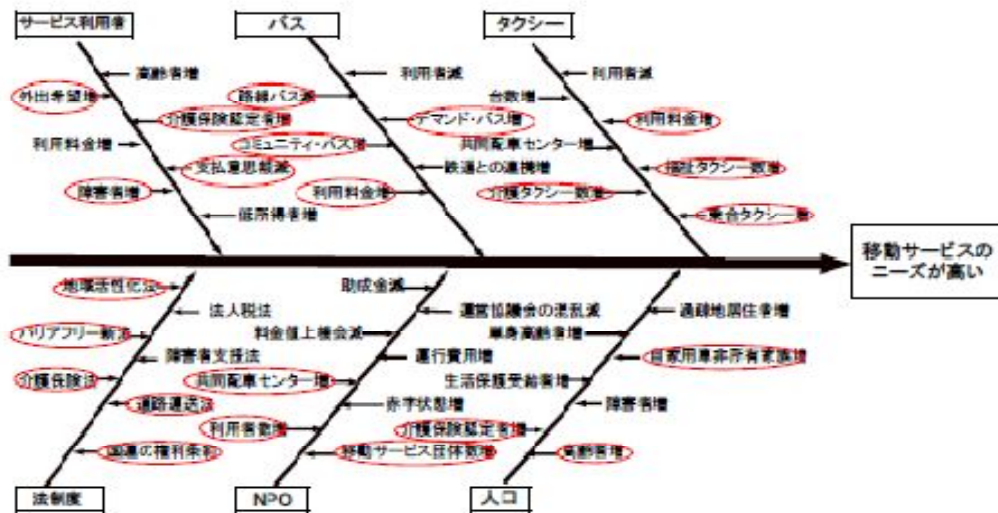 サービス利用者
バス
タクシー
高齢者増
外出希望増
介護保険認定者増
利用料金増
支払意思額減
障害者増
低所得者増
利用者減
路線バス減
デマンド・バス増
コミュニティ・バス増
鉄道との連携増
利用料金増
利用者減
台数増
利用料金増
共同配車センター増
福祉タクシー数増
介護タクシー数増
乗合タクシー増
移動サービスの
ニーズが高い
地域活性化法
法人税法
バリアフリー新法
障害者支援法
介護保険法
道路運送法
国連の権利条約
助成金減
運営協議会の混乱減
料金値上機会減
運行費用増
共同配車センター増
赤字状態増
利用者数増
移動サービス団体数増
過疎地居住者増
単身高齢者増
自家用車非所有家族増
生活保護受給者増
障害者増
介護保険認定者増
高齢者増
法制度
NPO
人口